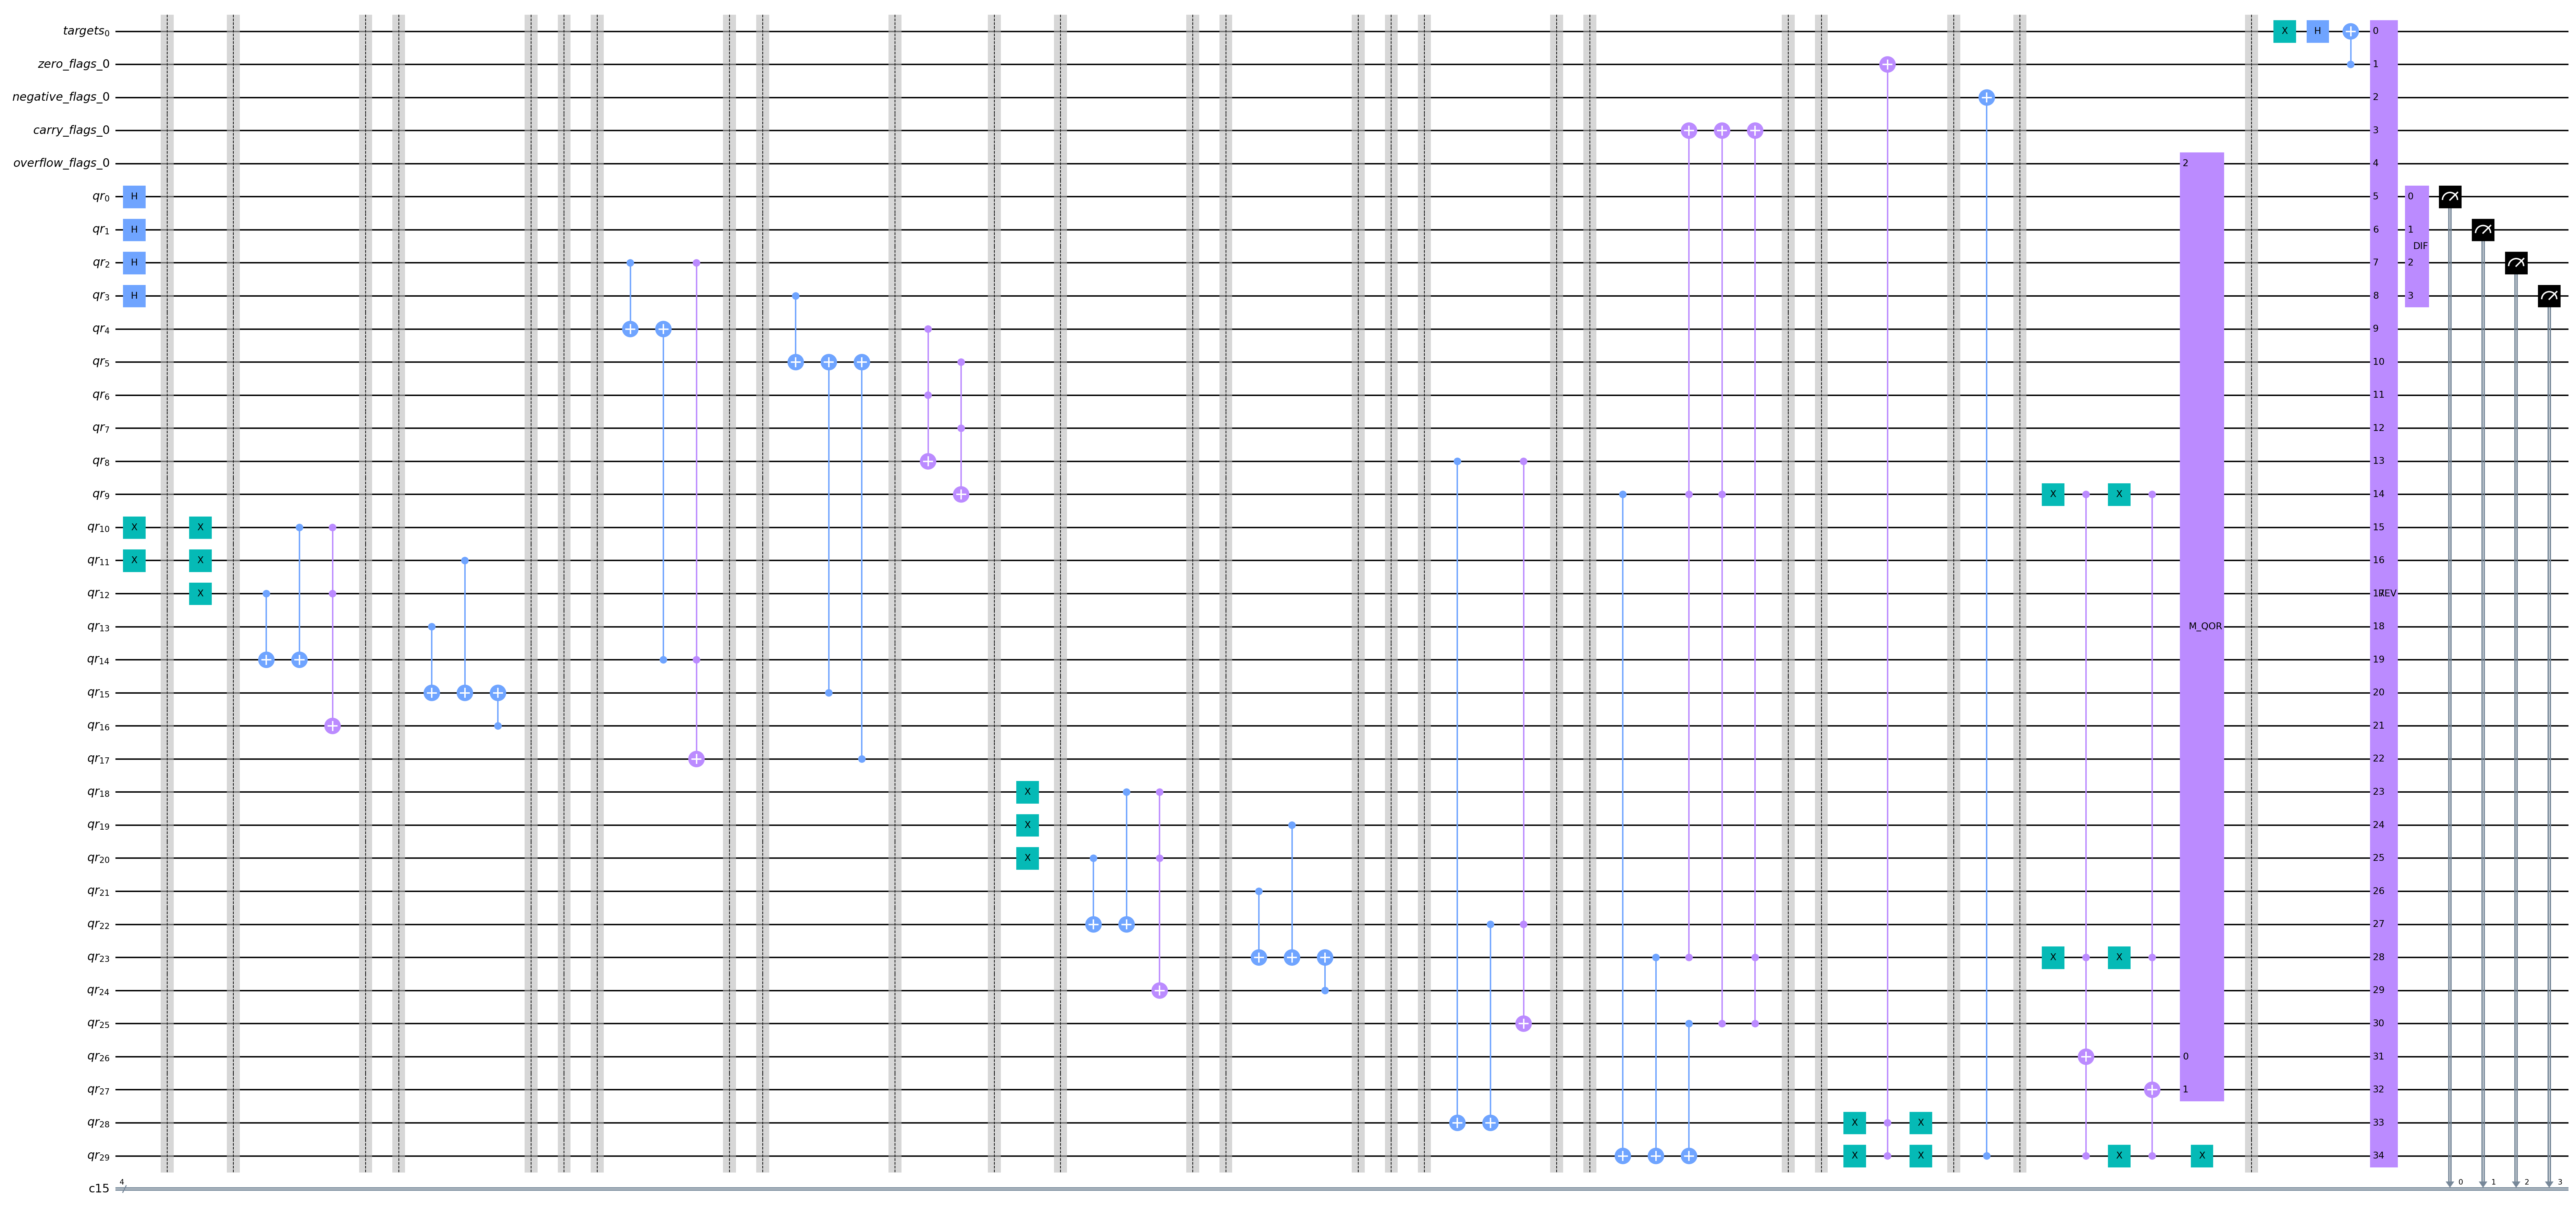 targets0 X H 0
zero_flags_0 1
negative_flags_0 2
carry_flags_0 3
overflow_flags_0 2 4
qr0 H 5 0
qr1 H 6 1
DIF
qr2 H 7 2
qr3 H 8 3
qr4 9
qr5 10
qr6 11
qr7 12
qr8 13
qr9 X X 14
qr10 X X 15
qr11 X X 16
qr12 X REV
qr13 M_QOR 18
qr14 19
qr15 20
qr16 21
qr17 22
qr18 X 23
qr19 X 24
qr20 X 25
qr21 26
qr22 27
qr23 X X 28
qr24 29
qr25 30
qr26 0 31
qr27 1 32
qr28 X X 33
qr29 X X X X 34
c15 4 0 1 2 3